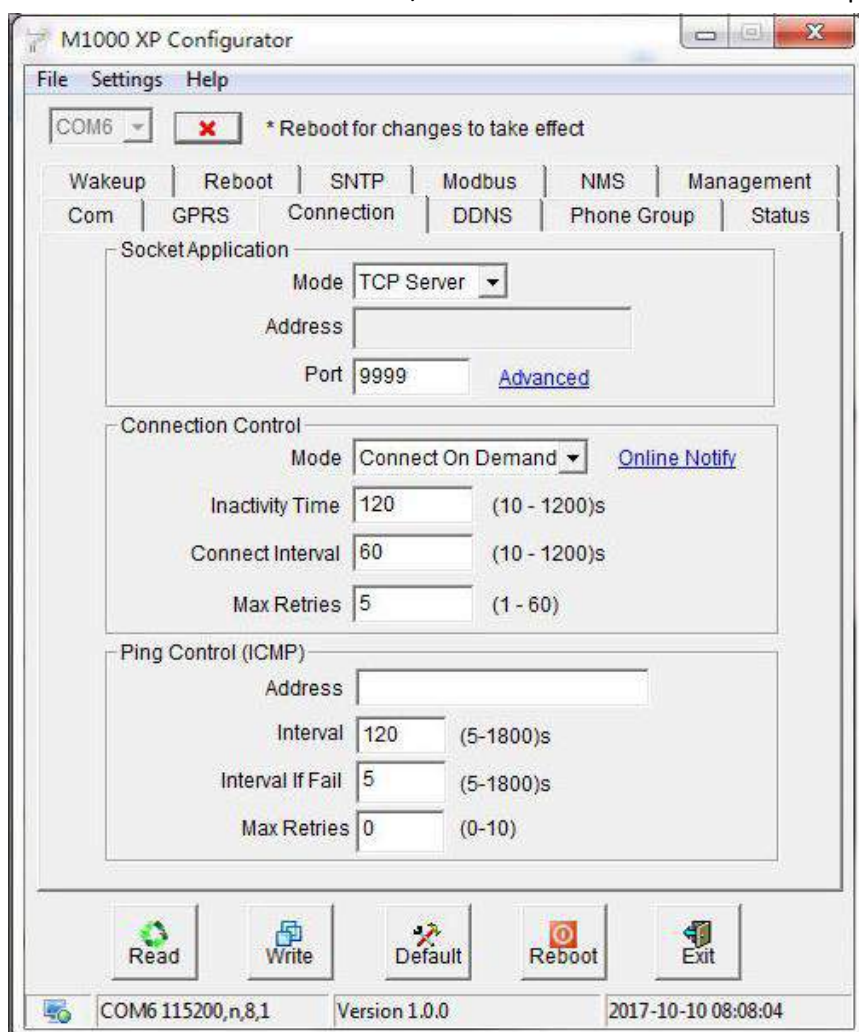 M1000 XP Configurator
File Settings Help
COM6 * Reboot for changes to take effect
Wakeup Reboot SNTP Modbus NMS Management
Com GPRS Connection DDNS Phone Group Status
Socket Application
Mode TCP Server
Address
Port 9999 Advanced
Connection Control
Mode Connect On Demand Online Notify
Inactivity Time 120 (10 - 1200)s
Connect Interval 60 (10 - 1200)s
Max Retries 5 (1 - 60)
Ping Control (ICMP)
Address
Interval 120 (5-1800)s
Interval If Fail 5 (5-1800)s
Max Retries 0 (0-10)
Read Write Default Reboot Exit
COM6 115200,n,8,1 Version 1.0.0 2017-10-10 08:08:04